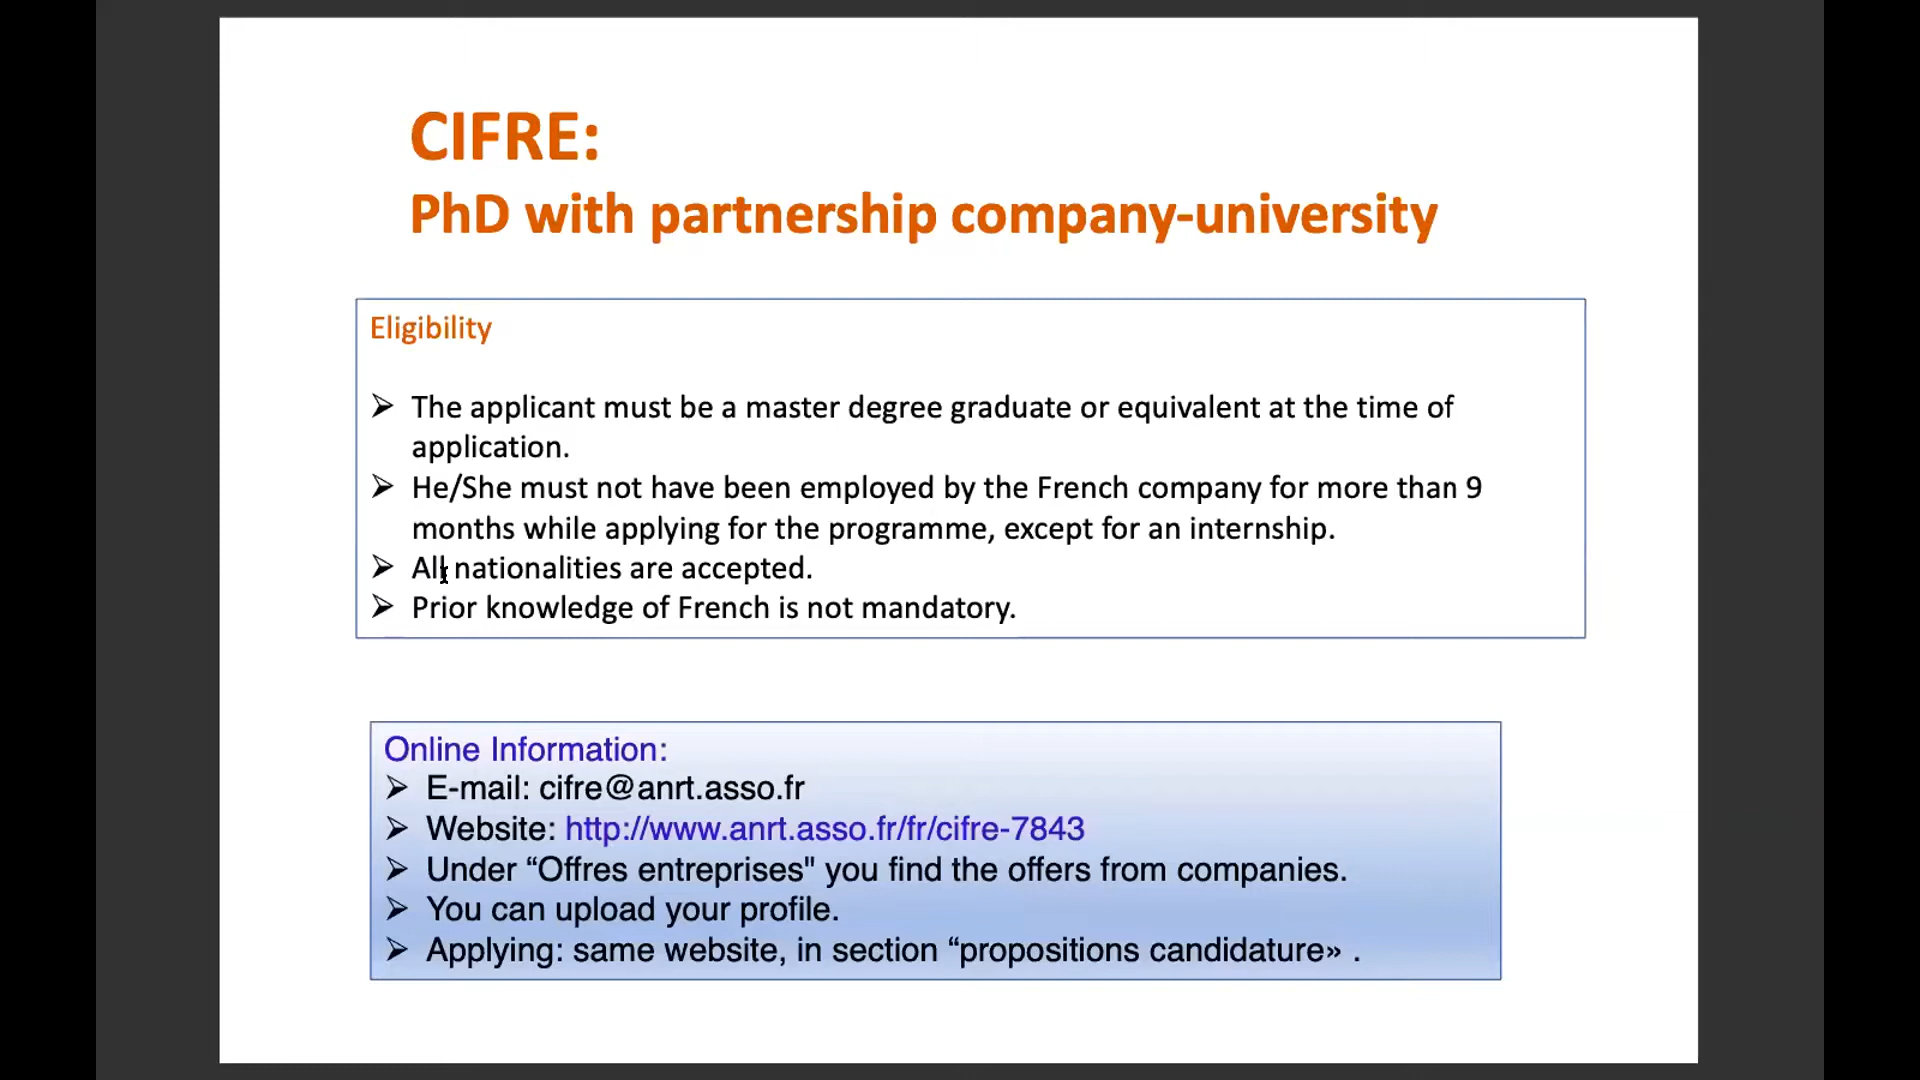 CIFRE:
PhD with partnership company-university
Eligibility
➢ The applicant must be a master degree graduate or equivalent at the time of
application.
➢ He/She must not have been employed by the French company for more than 9
months while applying for the programme, except for an internship.
➢ All nationalities are accepted.
➢ Prior knowledge of French is not mandatory.
Online Information:
➢ E-mail: cifre@anrt.asso.fr
➢ Website: http://www.anrt.asso.fr/fr/cifre-7843
➢ Under “Offres entreprises" you find the offers from companies.
➢ You can upload your profile.
➢ Applying: same website, in section “propositions candidature» .